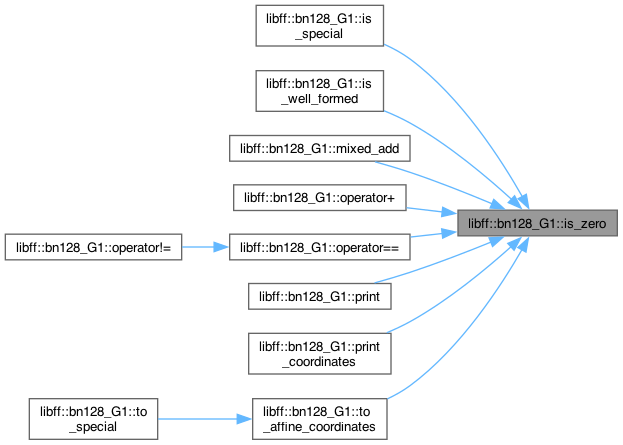 libff::bn128_G1::is
_special
libff::bn128_G1::is
_well_formed
libff::bn128_G1::mixed_add
libff::bn128_G1::operator+
libff::bn128_G1::is_zero
libff::bn128_G1::operator!=
libff::bn128_G1::operator==
libff::bn128_G1::print
libff::bn128_G1::print
_coordinates
libff::bn128_G1::to
_special
libff::bn128_G1::to
_affine_coordinates